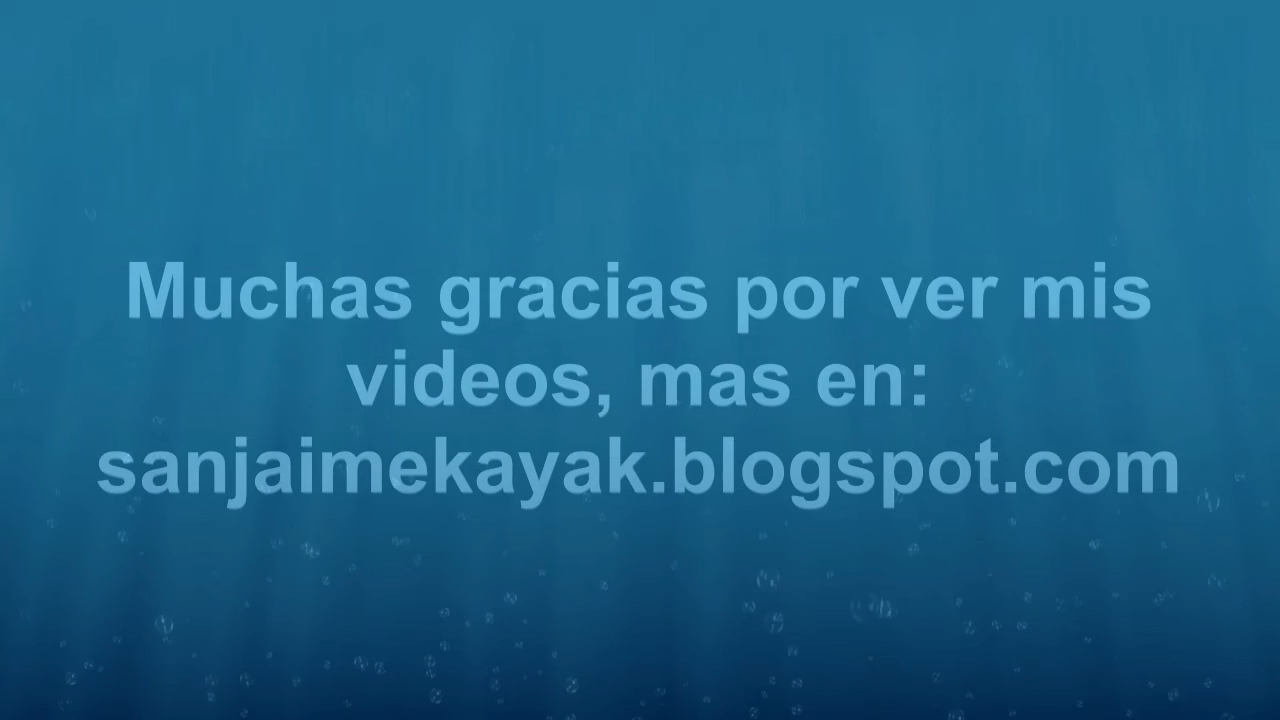 Muchas gracias por ver mis
videos, mas en:
sanjaimekayak.blogspot.com